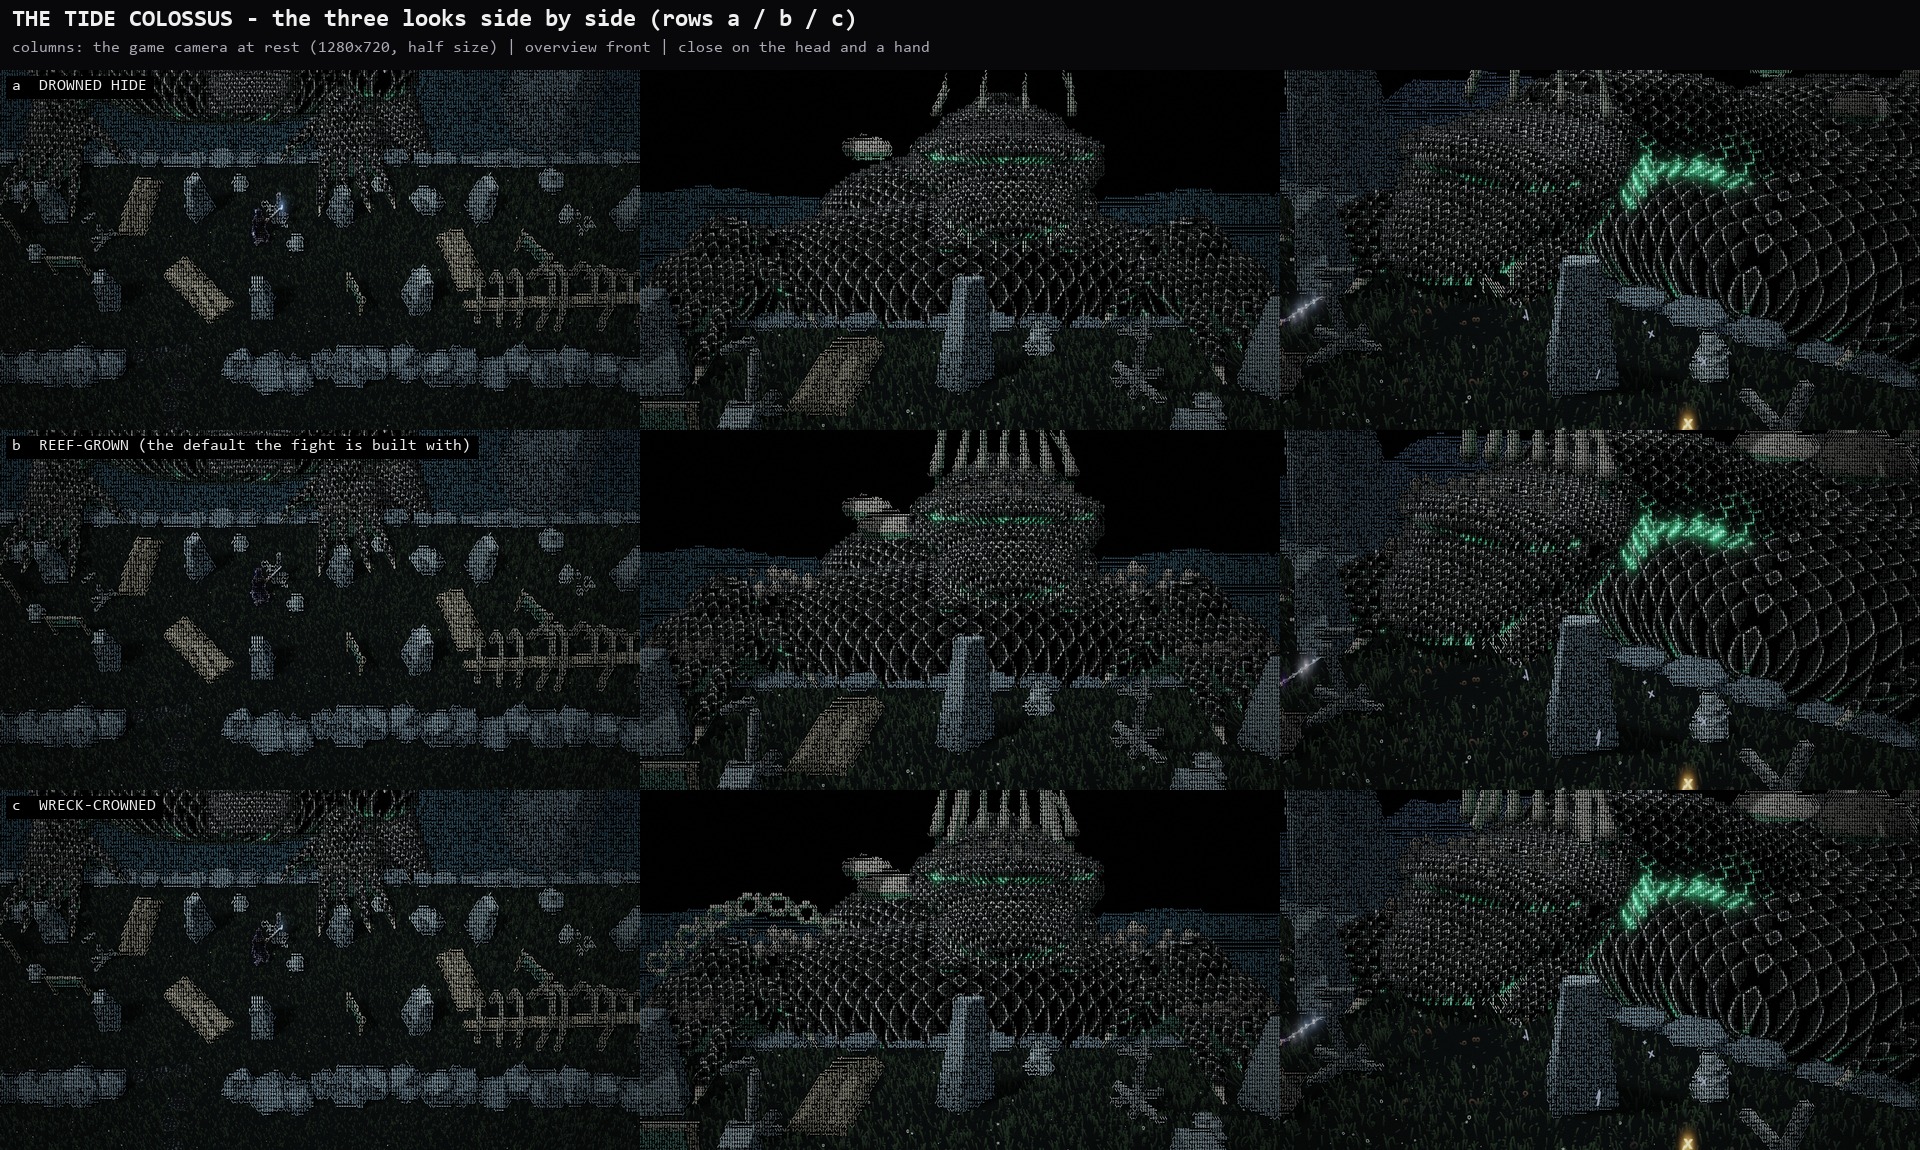 THE TIDE COLOSSUS - the three looks side by side (rows a / b / c)
columns: the game camera at rest (1280x720, half size) | overview front | close on the head and a hand
a DROWNED HIDE
b REEF-GROWN (the default the fight is built with)
c WRECK-CROWNED